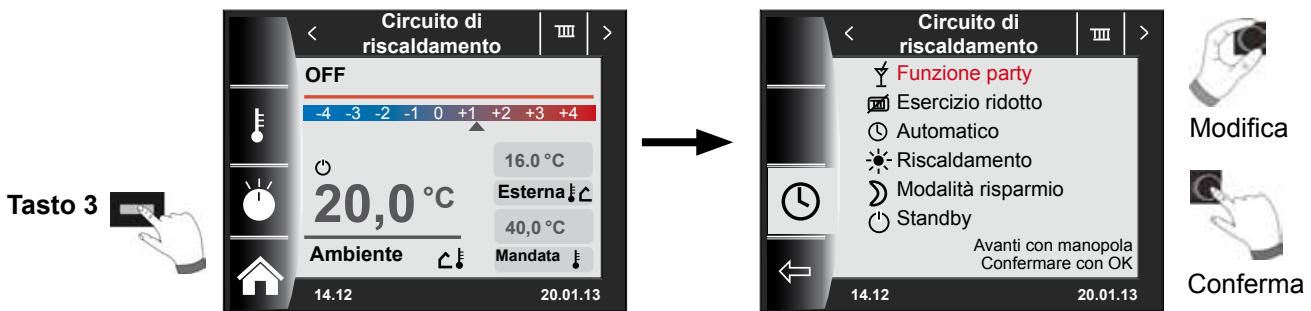 Tasto 3
Circuito di
riscaldamento
OFF
-4 -3 -2 -1 0 +1 +2 +3 +4
16.0 °C
Esterna
20,0 °C
40,0 °C
Ambiente
Mandata
14.12
20.01.13
Circuito di
riscaldamento
Funzione party
Esercizio ridotto
Automatico
Riscaldamento
Modalità risparmio
Standby
Avanti con manopola
Confermare con OK
14.12
20.01.13
Modifica
Conferma